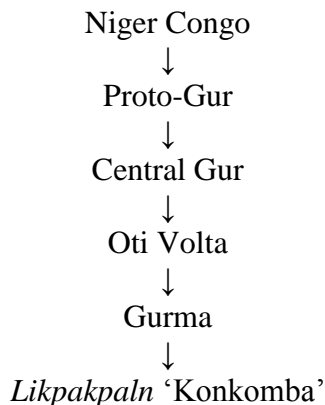 Niger Congo
↓
Proto-Gur
↓
Central Gur
↓
Oti Volta
↓
Gurma
↓
Likpakpaln ‘Konkomba’